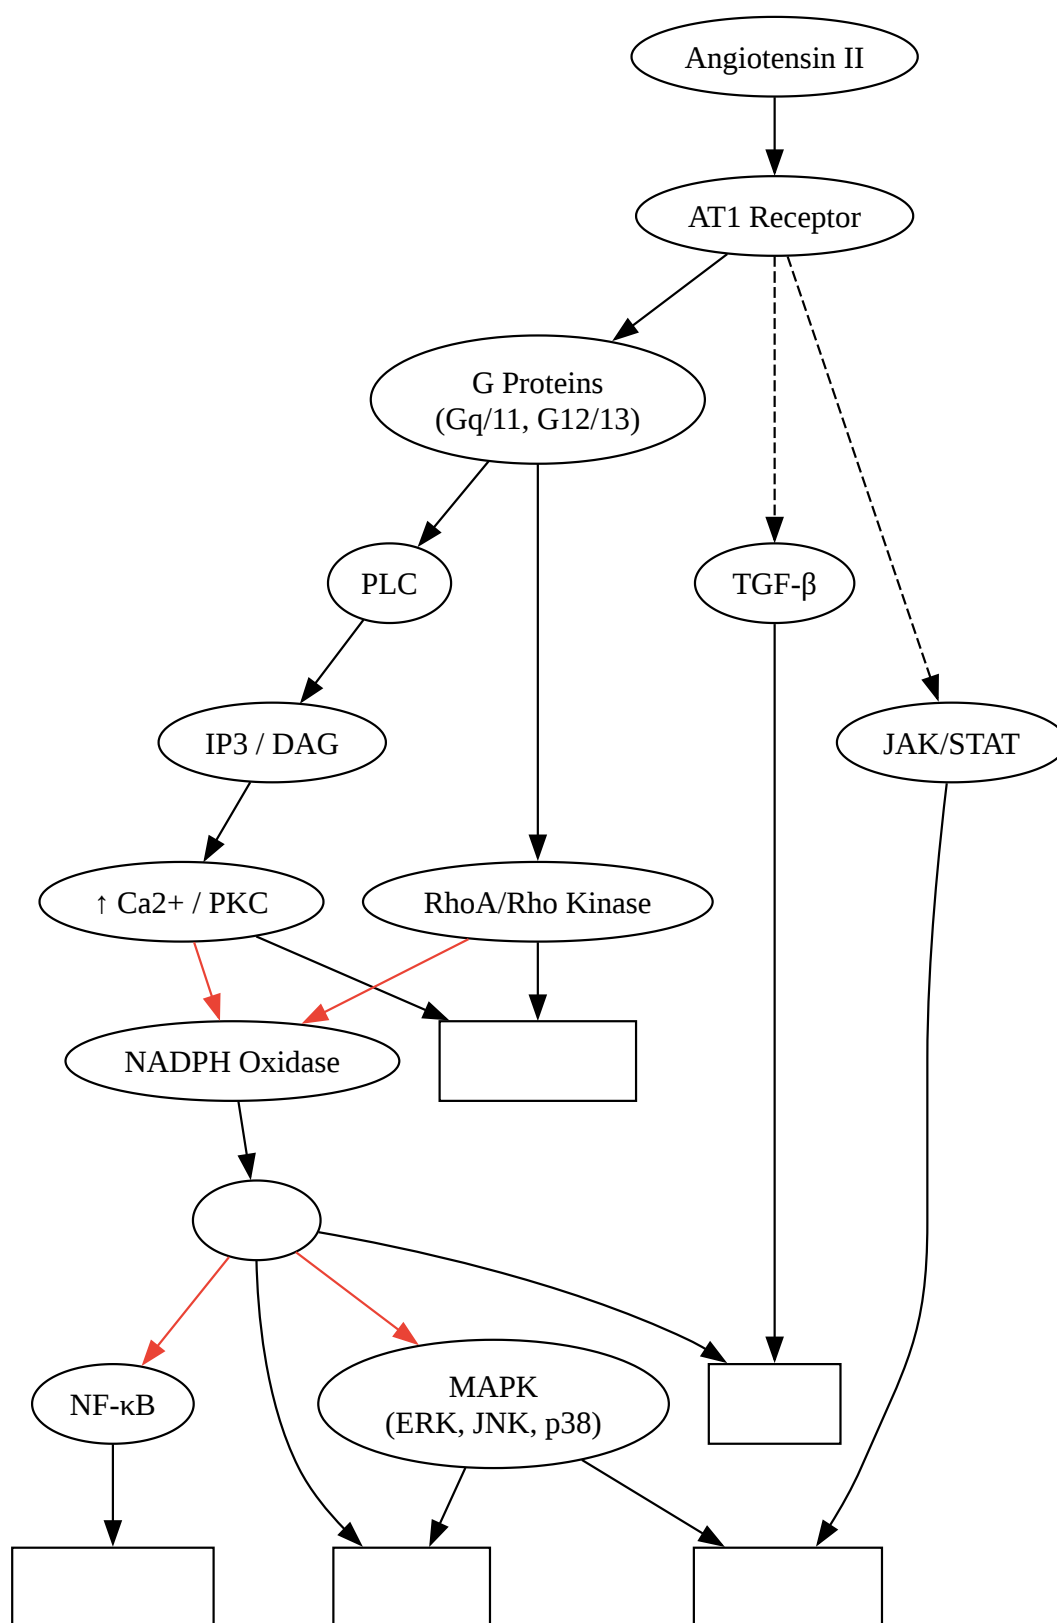 Angiotensin II
AT1 Receptor
G Proteins
(Gq/11, G12/13)
PLC
TGF-β
IP3 / DAG
JAK/STAT
↑ Ca2+ / PKC
RhoA/Rho Kinase
NADPH Oxidase
MAPK
(ERK, JNK, p38)
NF-κB